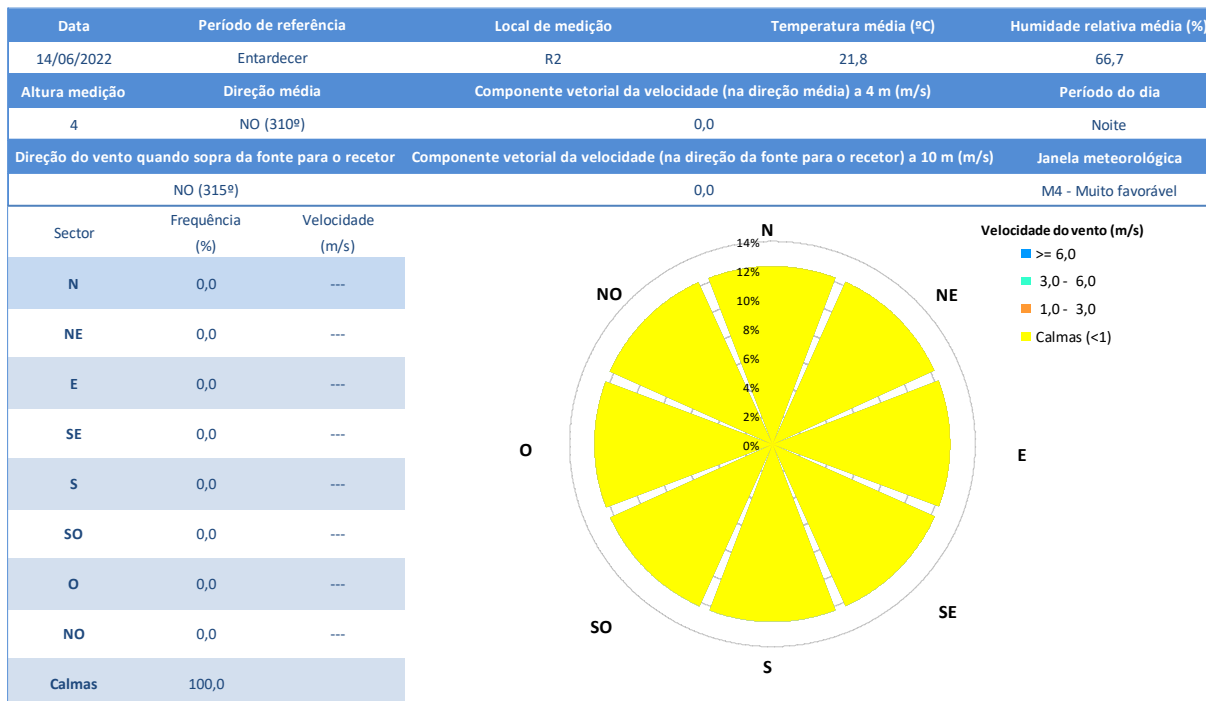 Data Período de referência Local de medição Temperatura média (ºC) Humidade relativa média (%)
14/06/2022 Entardecer R2 21,8 66,7
Altura medição Direção média Componente vetorial da velocidade (na direção média) a 4 m (m/s) Período do dia
4 NO (310º) 0,0 Noite
Direção do vento quando sopra da fonte para o recetor Componente vetorial da velocidade (na direção da fonte para o recetor) a 10 m (m/s) Janela meteorológica
NO (315º) 0,0 M4 - Muito favorável
Sector Frequência (%) Velocidade (m/s)
N 0,0 ---
NE 0,0 ---
E 0,0 ---
SE 0,0 ---
S 0,0 ---
SO 0,0 ---
O 0,0 ---
NO 0,0 ---
Calmas 100,0
N
NE
E
SE
S
SO
O
NO
14%
12%
10%
8%
6%
4%
2%
0%
Velocidade do vento (m/s)
>= 6,0
3,0 - 6,0
1,0 - 3,0
Calmas (<1)